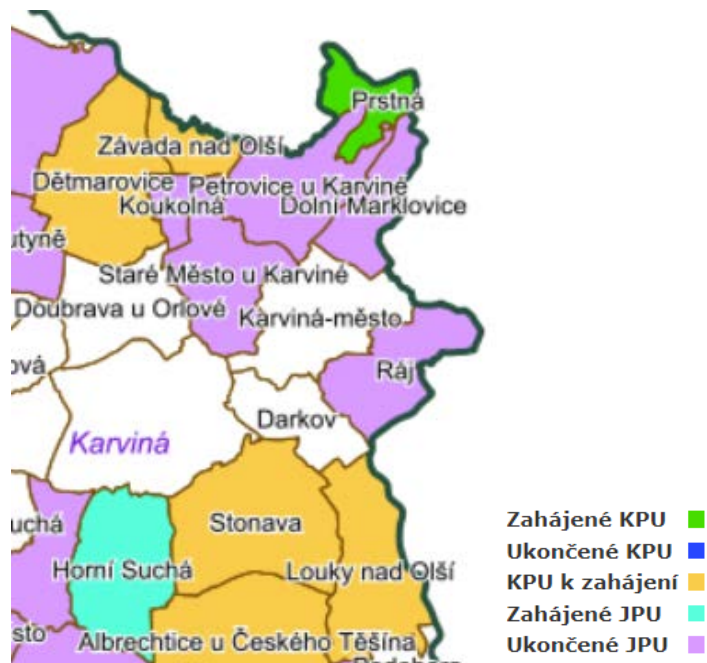 Prstná
Závada nad Olší
Dětmarovice
Petrovice u Karviné
Koukolná
Dolní Marklovice
utyně
Staré Město u Karviné
Doubrava u Orlové
Karviná-město
ová
Ráj
Darkov
Karviná
Stonava
uchá
Horní Suchá
Louky nad Olší
sto
Albrechtice u Českého Těšína
Zahájené KPU
Ukončené KPU
KPU k zahájení
Zahájené JPU
Ukončené JPU